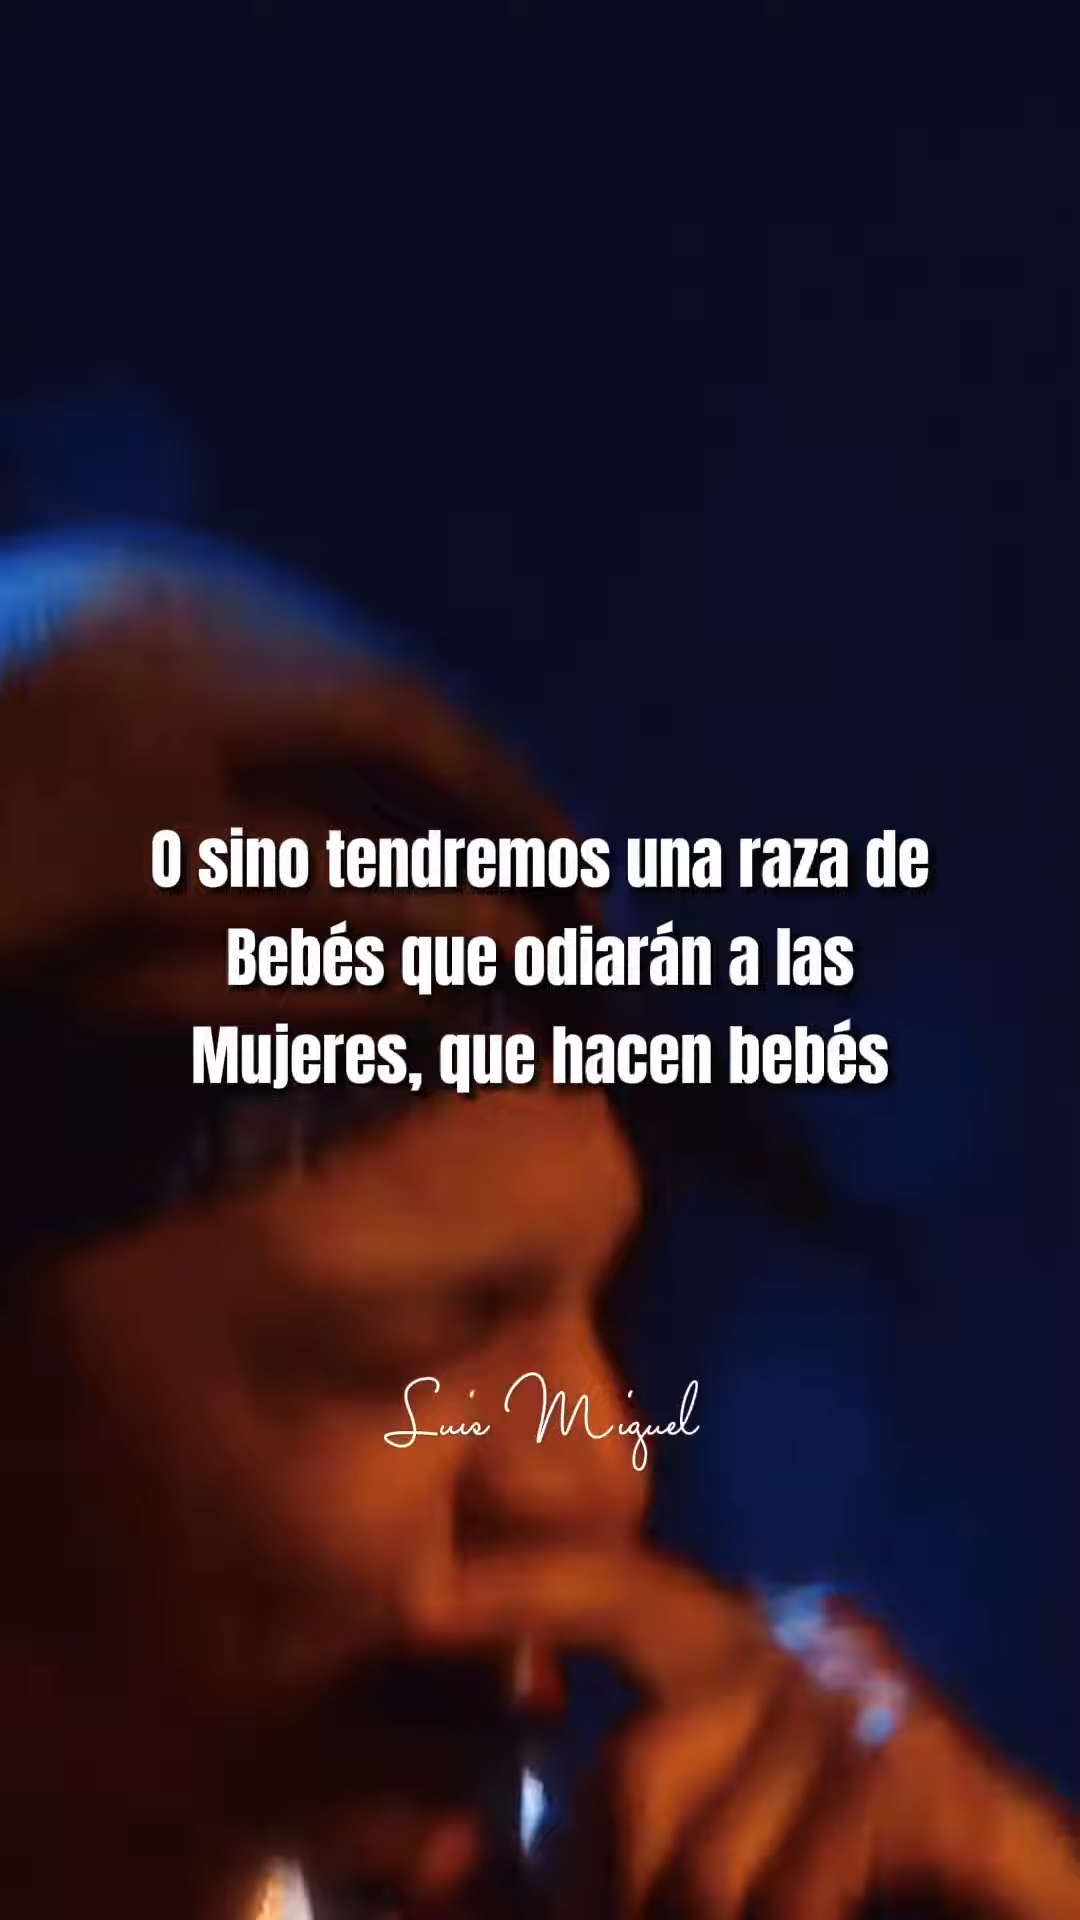 O sino tendremos una raza de
Bebés que odiarán a las
Mujeres, que hacen bebés
Luis Miguel